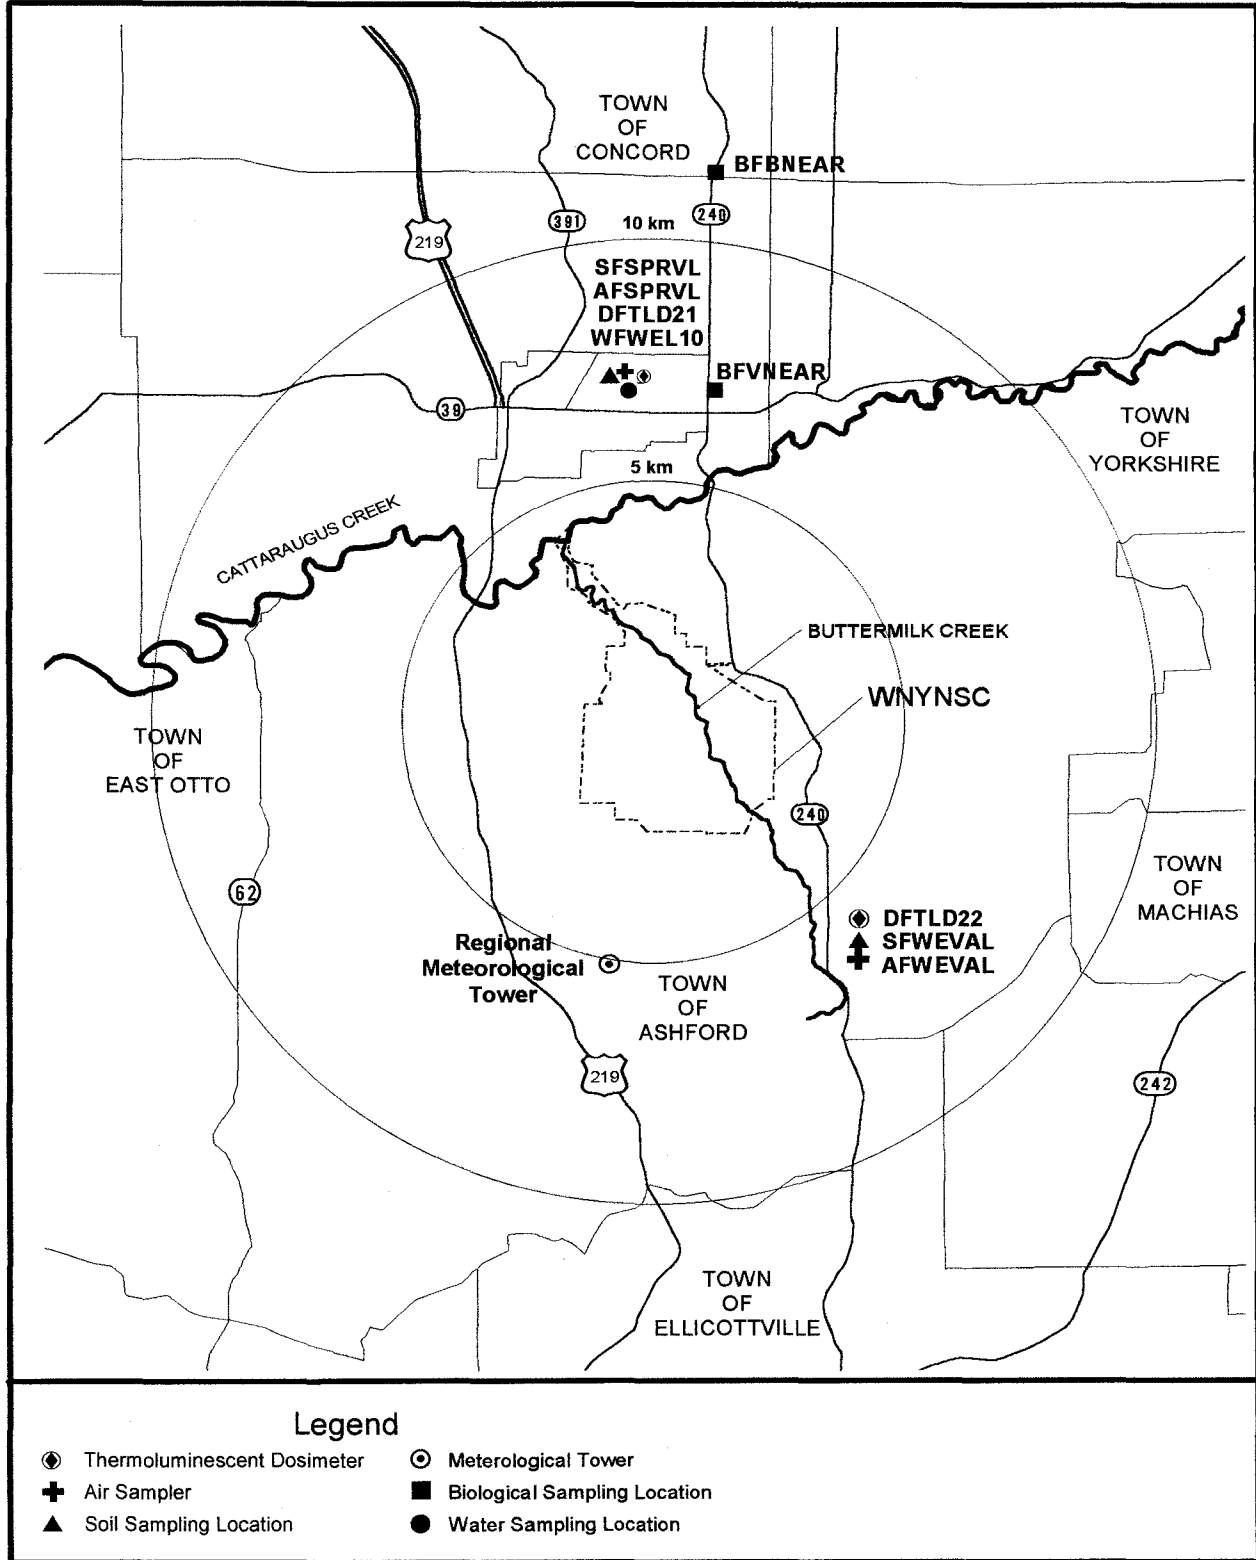 TOWN
OF
CONCORD
BFBNEAR
391
10 km
240
219
SFSPRVL
AFSPRVL
DFTLD21
WFWEL10
BFVNEAR
39
TOWN
OF
YORKSHIRE
5 km
CATTARAUGUS CREEK
BUTTERMILK CREEK
WNYNSC
TOWN
OF
EAST OTTO
240
62
TOWN
OF
MACHIAS
DFTLD22
SFWEVAL
AFWEVAL
Regional
Meteorological
Tower
TOWN
OF
ASHFORD
219
242
TOWN
OF
ELLICOTTVILLE
Legend
Thermoluminescent Dosimeter
Air Sampler
Soil Sampling Location
Meterological Tower
Biological Sampling Location
Water Sampling Location